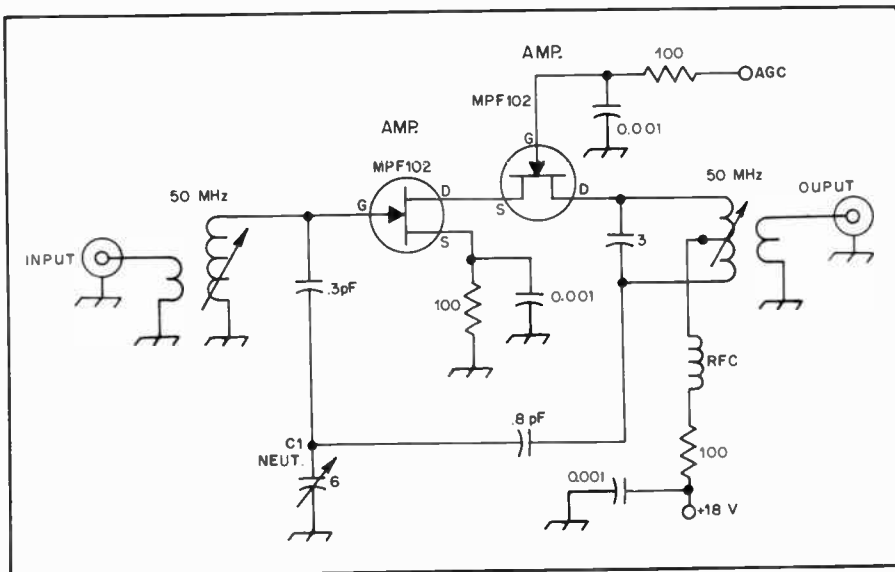 AMP.
100
AGC
MPF102
0.001
G
AMP.
MPF102
50 MHz
G
D
S
D
S
50 MHz
OUPUT
INPUT
.3pF
3
100
0.001
RFC
.8 pF
C1
NEUT.
6
100
0.001
+18 V